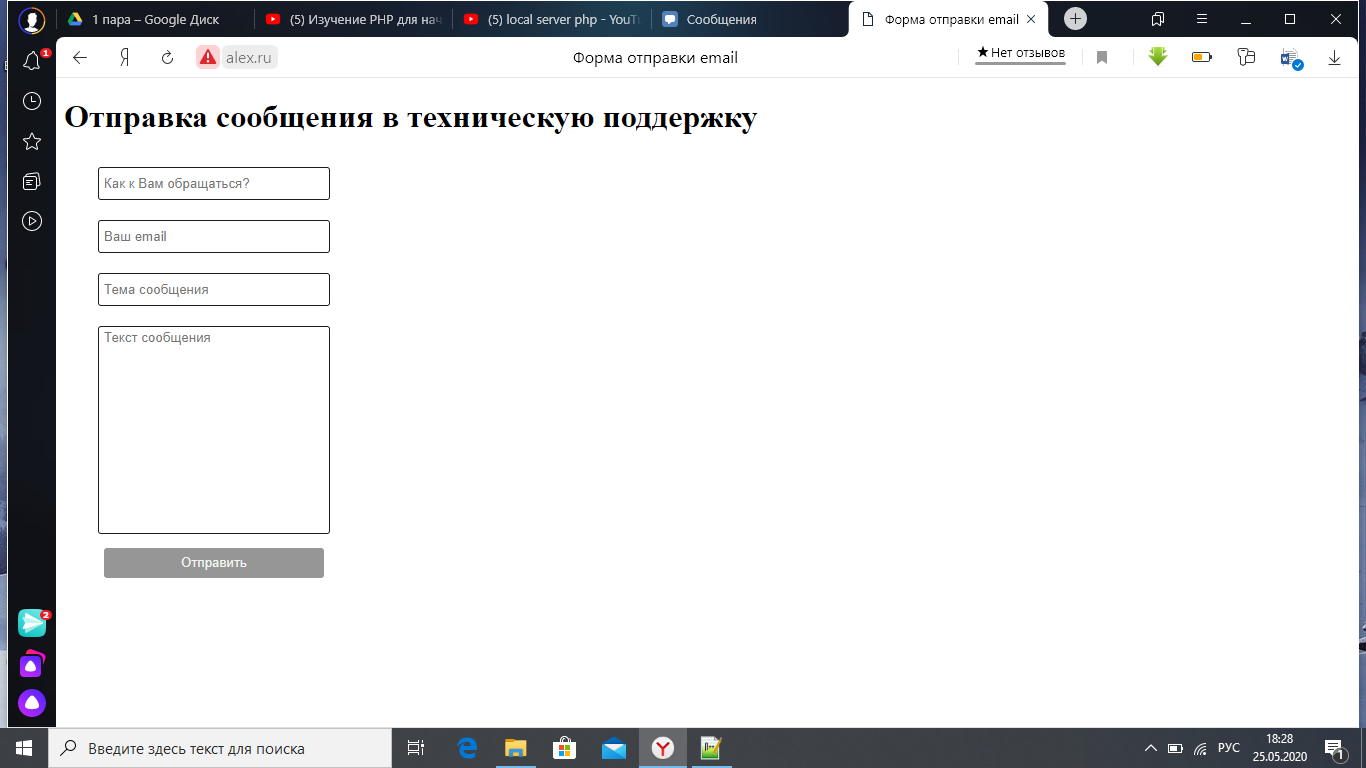 1 пара – Google Диск
(5) Изучение PHP для нач
(5) local server php - YouTu
Сообщения
Форма отправки email
1
alex.ru
Форма отправки email
★Нет отзывов
Отправка сообщения в техническую поддержку
Как к Вам обращаться?
Ваш email
Тема сообщения
Текст сообщения
Отправить
2
Введите здесь текст для поиска
РУС
18:28
25.05.2020
1